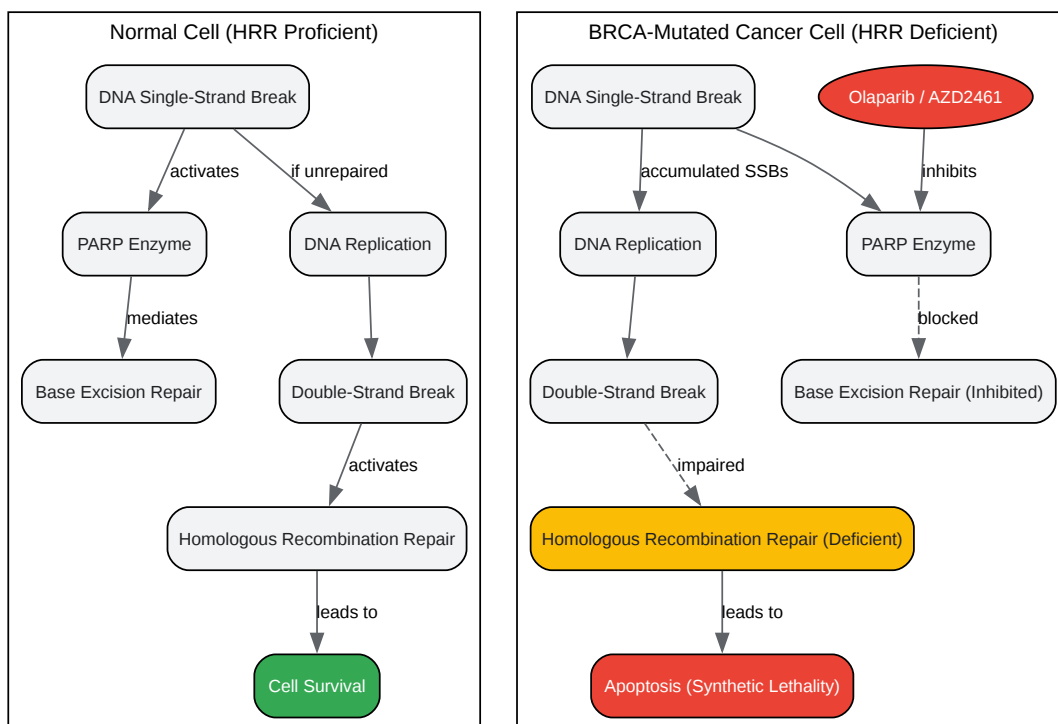 Normal Cell (HRR Proficient)
DNA Single-Strand Break
activates
if unrepaired
PARP Enzyme
DNA Replication
mediates
Base Excision Repair
Double-Strand Break
activates
Homologous Recombination Repair
leads to
Cell Survival
BRCA-Mutated Cancer Cell (HRR Deficient)
DNA Single-Strand Break
Olaparib / AZD2461
accumulated SSBs
inhibits
DNA Replication
PARP Enzyme
blocked
Double-Strand Break
Base Excision Repair (Inhibited)
impaired
Homologous Recombination Repair (Deficient)
leads to
Apoptosis (Synthetic Lethality)